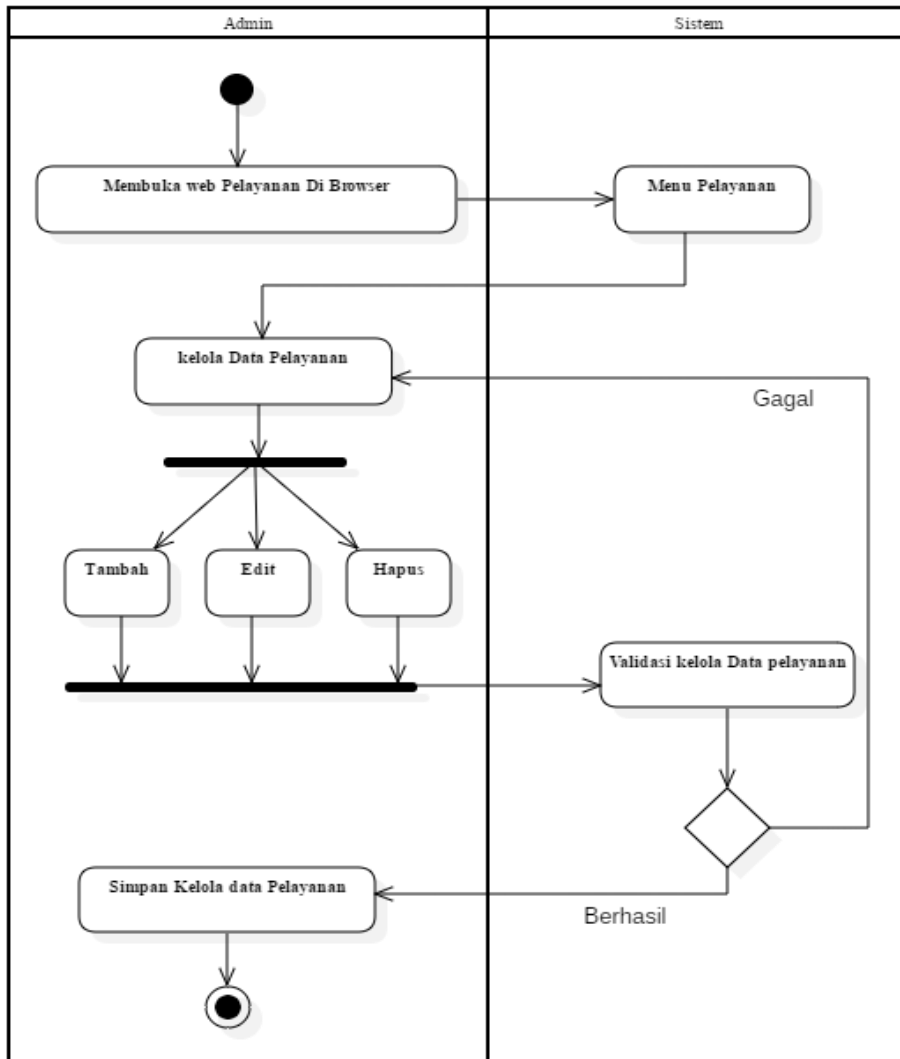 Admin
Sistem
Membuka web Pelayanan Di Browser
Menu Pelayanan
kelola Data Pelayanan
Gagal
Tambah
Edit
Hapus
Validasi kelola Data pelayanan
Simpan Kelola data Pelayanan
Berhasil